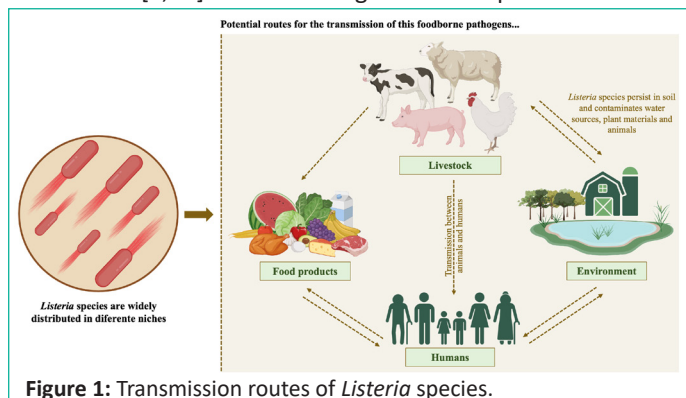 Potential routes for the transmission of this foodborne pathogens...
Listeria species persist in soil
and contaminates water
sources, plant materials and
animals
Livestock
Transmission between
animals and humans
Food products
Environment
Listeria species are widely
distributed in diferente niches
Humans
Figure 1: Transmission routes of Listeria species.